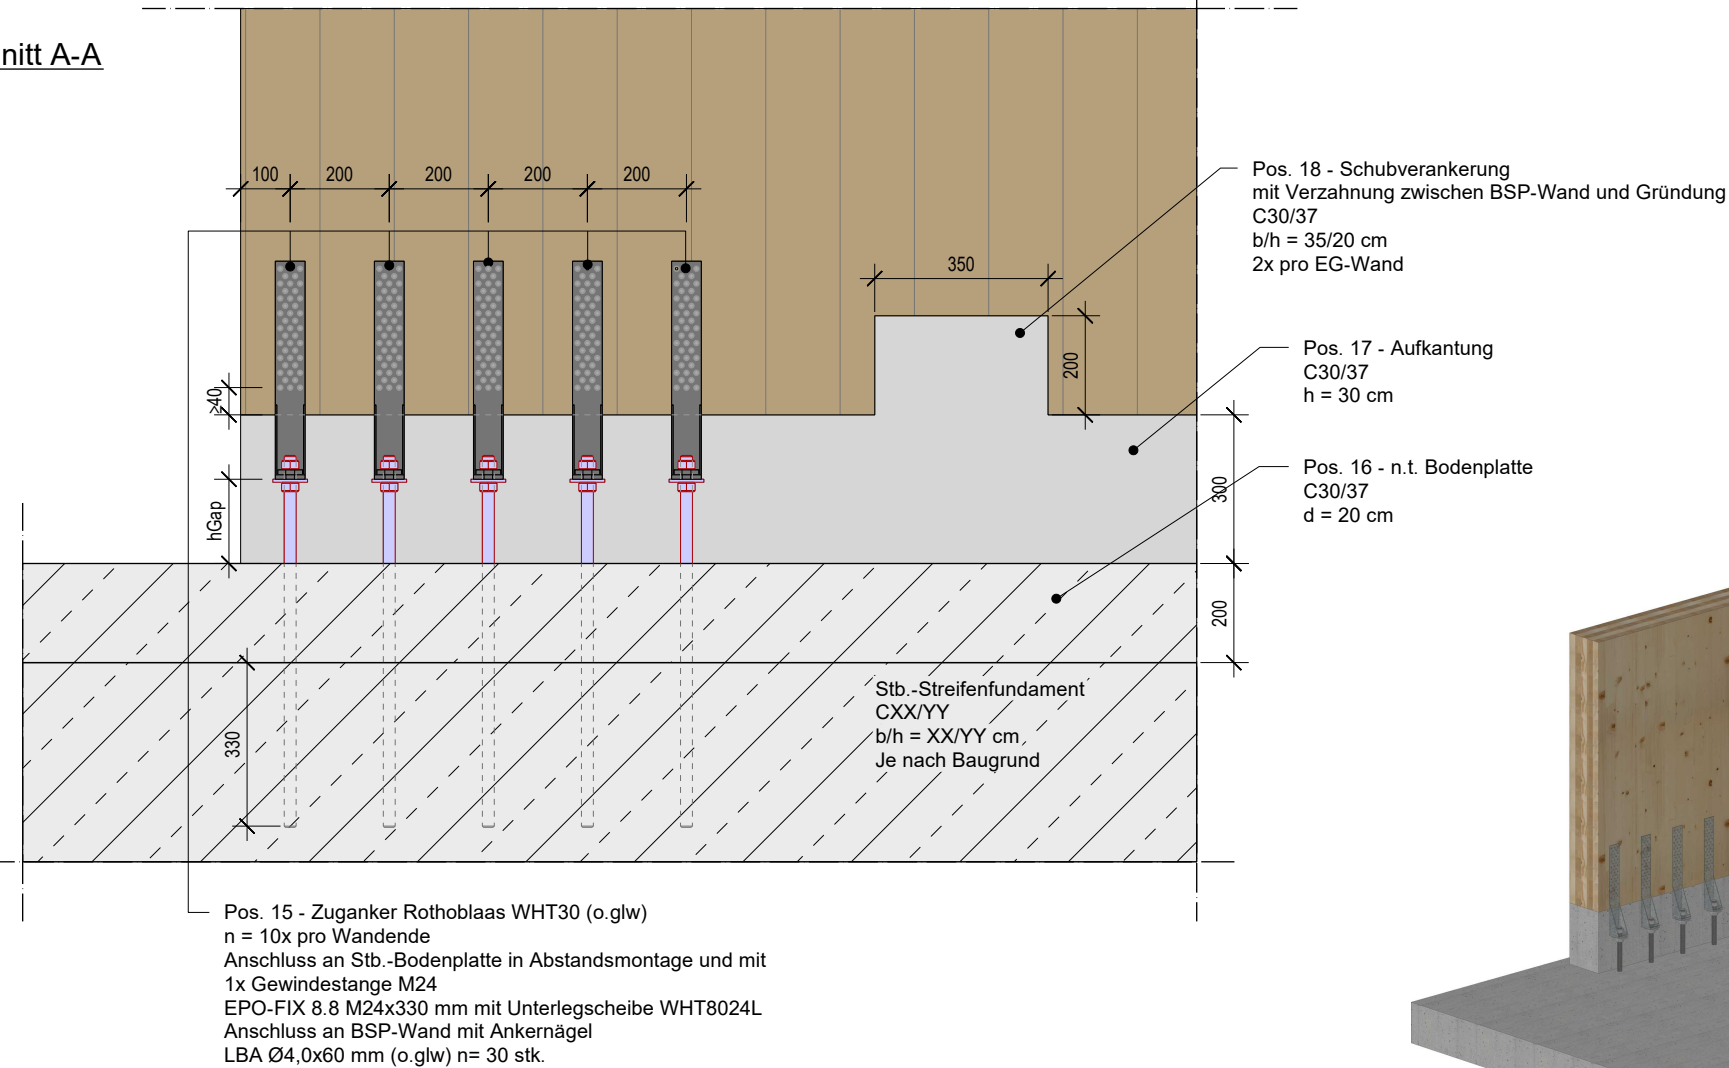 nitt A-A
100
200
200
200
200
Pos. 18 - Schubverankerung
mit Verzahnung zwischen BSP-Wand und Gründung
C30/37
b/h = 35/20 cm
2x pro EG-Wand
350
200
Pos. 17 - Aufkantung
C30/37
h = 30 cm
≥40
Pos. 16 - n.t. Bodenplatte
C30/37
d = 20 cm
300
hGap
200
Stb.-Streifenfundament
CXX/YY
b/h = XX/YY cm
Je nach Baugrund
330
Pos. 15 - Zuganker Rothoblaas WHT30 (o.glw)
n = 10x pro Wandende
Anschluss an Stb.-Bodenplatte in Abstandsmontage und mit
1x Gewindestange M24
EPO-FIX 8.8 M24x330 mm mit Unterlegscheibe WHT8024L
Anschluss an BSP-Wand mit Ankernägel
LBA Ø4,0x60 mm (o.glw) n= 30 stk.